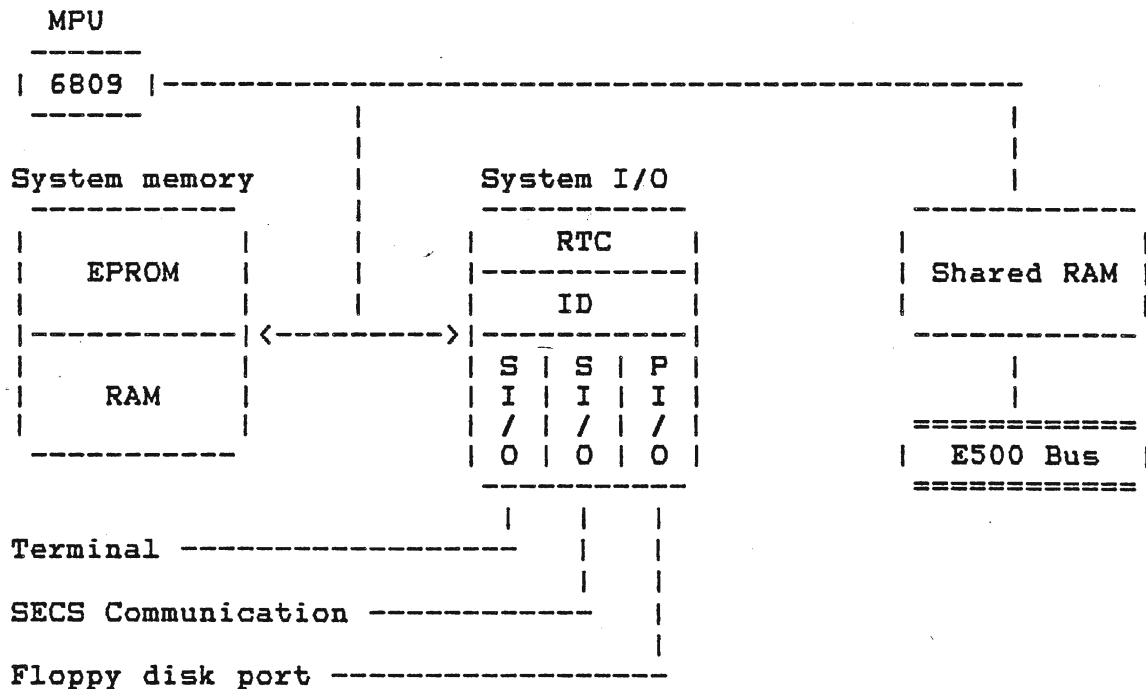 MPU
6809
System memory
System I/O
RTC
EPROM
Shared RAM
ID
S I/O
S I/O
P I/O
RAM
E500 Bus
Terminal
SECS Communication
Floppy disk port